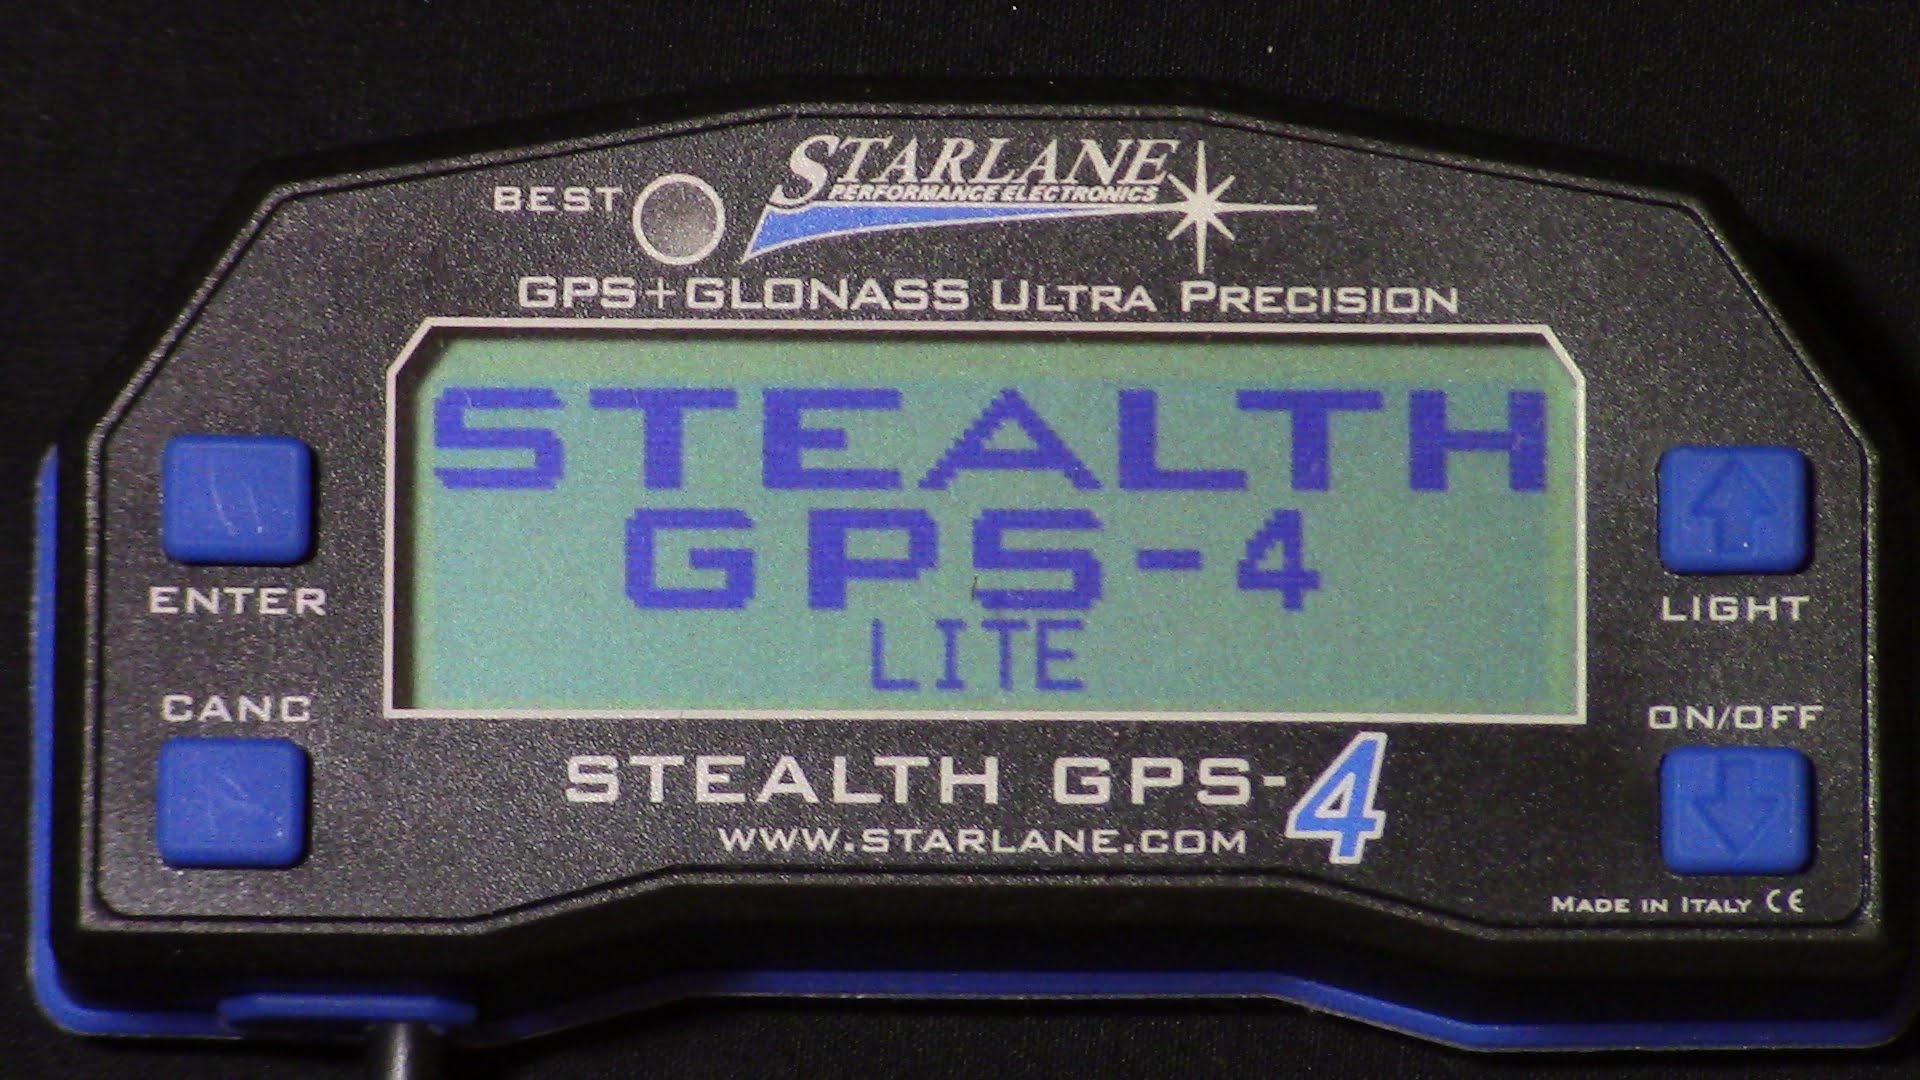 BEST
STARLANE
PERFORMANCE ELECTRONICS
GPS+GLONASS ULTRA PRECISION
STEALTH
GPS-4
LITE
ENTER
LIGHT
CANC
ON/OFF
STEALTH GPS-4
WWW.STARLANE.COM
MADE IN ITALY CE